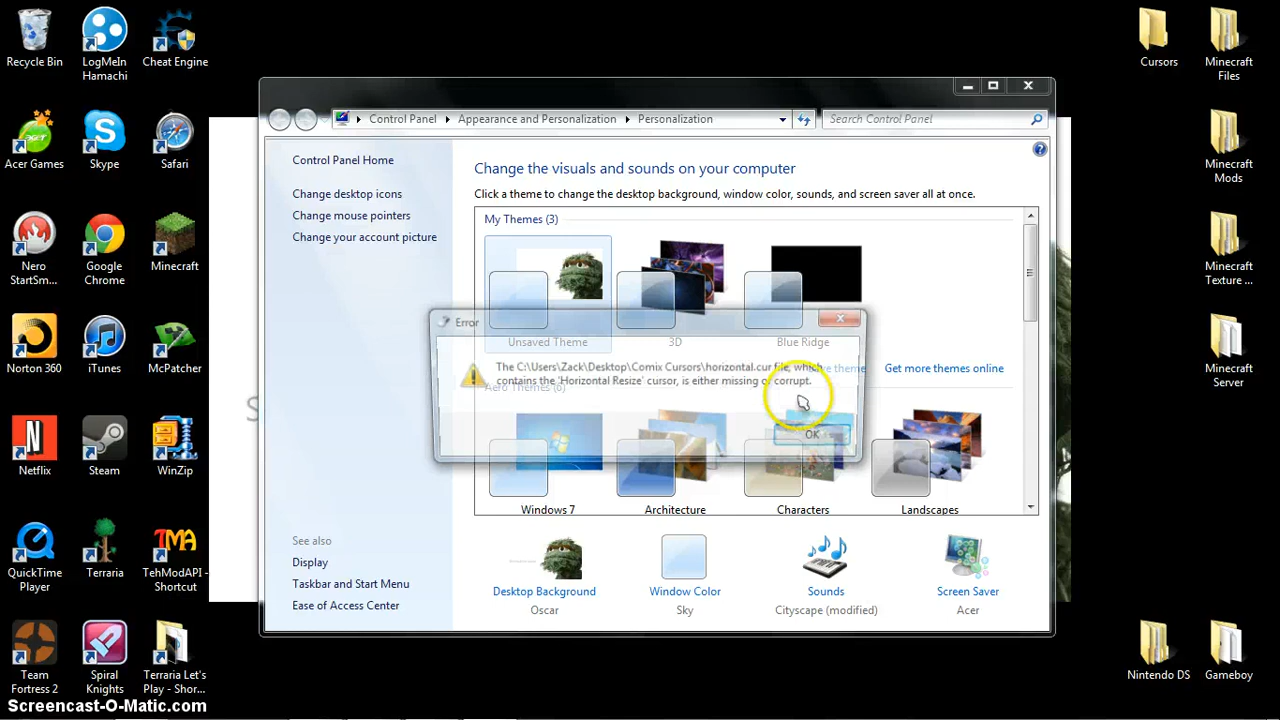 Recycle Bin
LogMeIn
Hamachi
Cheat Engine
Acer Games
Skype
Safari
Nero
StartSm...
Google
Chrome
Minecraft
Norton 360
iTunes
McPatcher
Netflix
Steam
WinZip
QuickTime
Player
Terraria
TehModAPI -
Shortcut
Team
Fortress 2
Spiral
Knights
Terraria Let's
Play - Shor...
Control Panel
Appearance and Personalization
Personalization
Search Control Panel
Control Panel Home
Change desktop icons
Change mouse pointers
Change your account picture
See also
Display
Taskbar and Start Menu
Ease of Access Center
Change the visuals and sounds on your computer
Click a theme to change the desktop background, window color, sounds, and screen saver all at once.
My Themes (3)
Unsaved Theme
3D
Blue Ridge
Error
The C:\Users\Zack\Desktop\Comix Cursors\horizontal.cur file, which
contains the 'Horizontal Resize' cursor, is either missing or corrupt.
OK
theme
Get more themes online
Aero Themes (6)
Windows 7
Architecture
Characters
Landscapes
Desktop Background
Oscar
Window Color
Sky
Sounds
Cityscape (modified)
Screen Saver
Acer
Cursors
Minecraft
Files
Minecraft
Mods
Minecraft
Texture ...
Minecraft
Server
Nintendo DS
Gameboy
Screencast-O-Matic.com